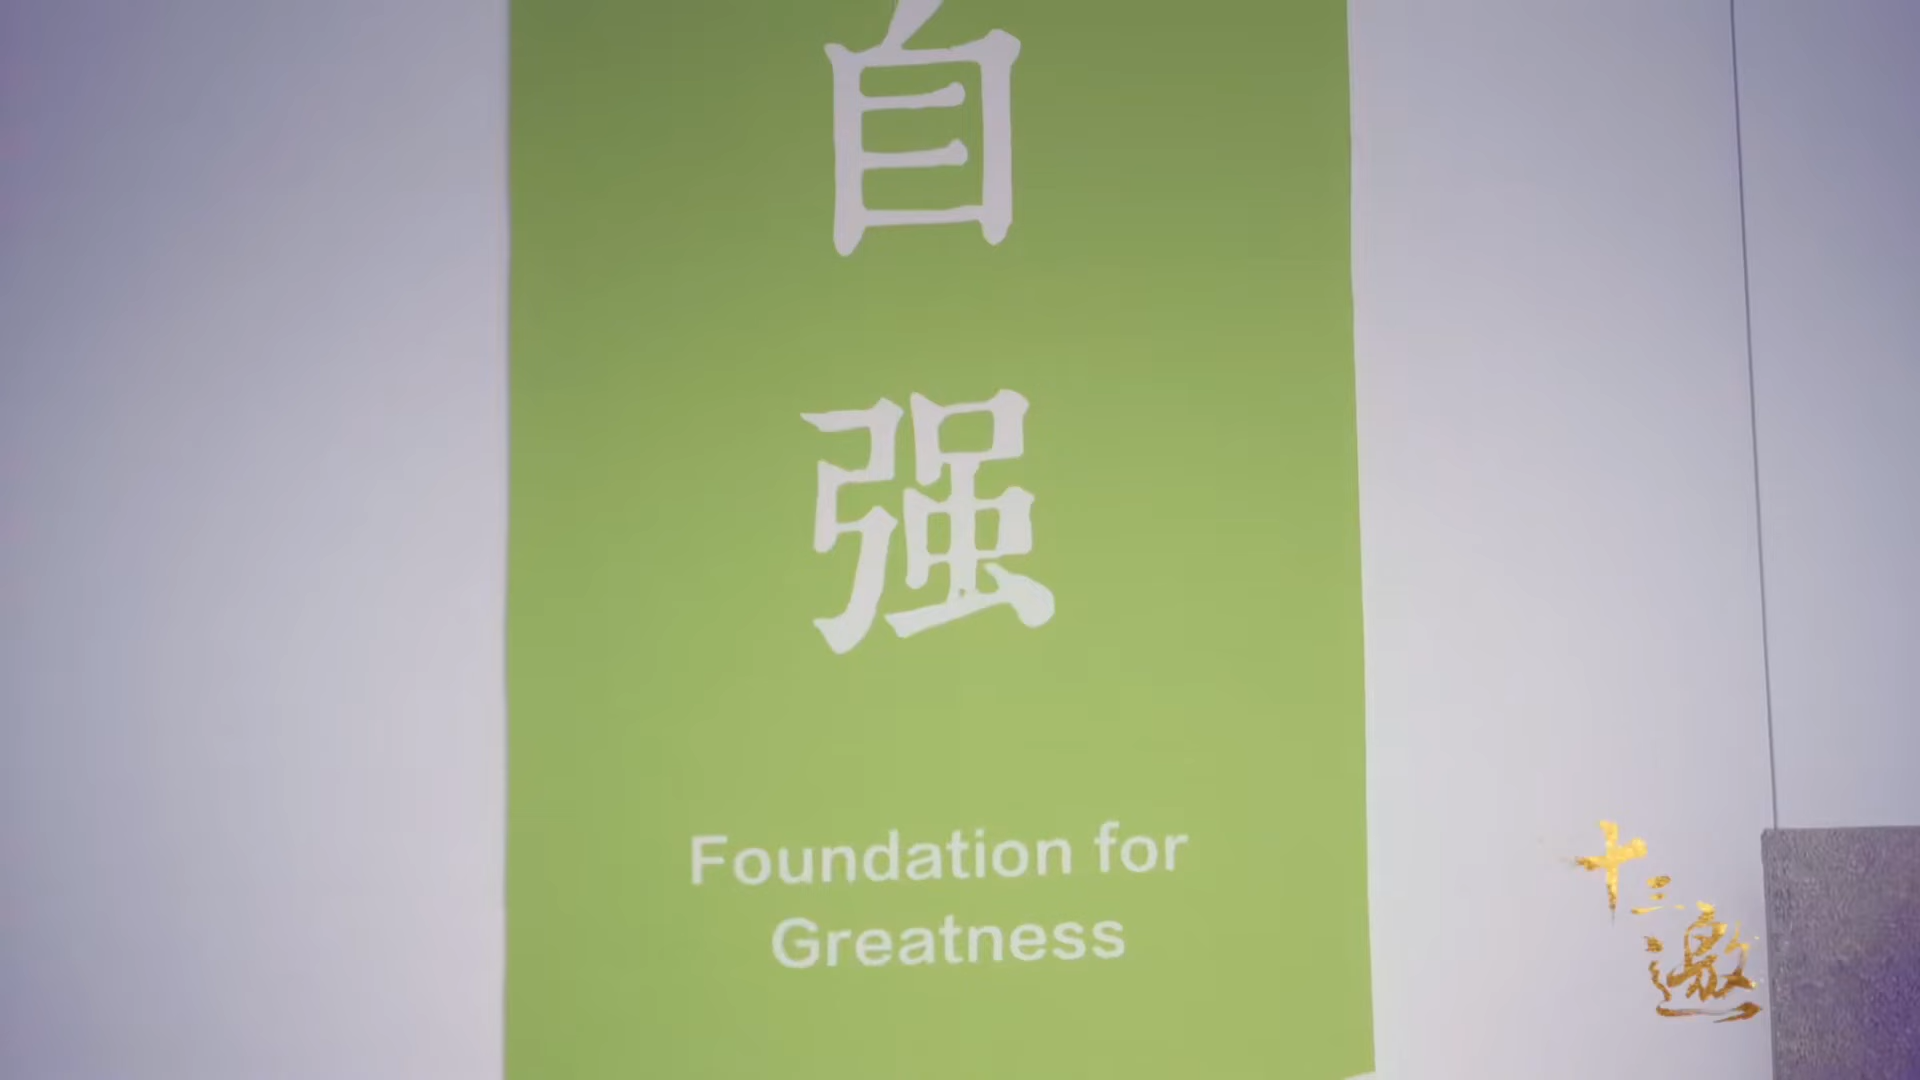 自
强
Foundation for
Greatness
十三邀